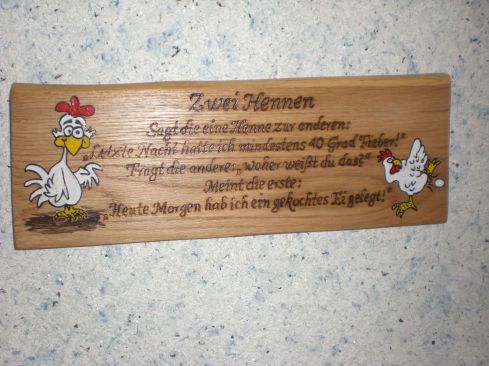 Zwei Hennen
Sagt die eine Henne zur anderen:
„Letzte Nacht hatte ich mindestens 40 Grad Fieber!"
Fragt die andere: „woher weißt du das?"
Meint die erste:
„Heute Morgen hab ich ein gekochtes Ei gelegt!"